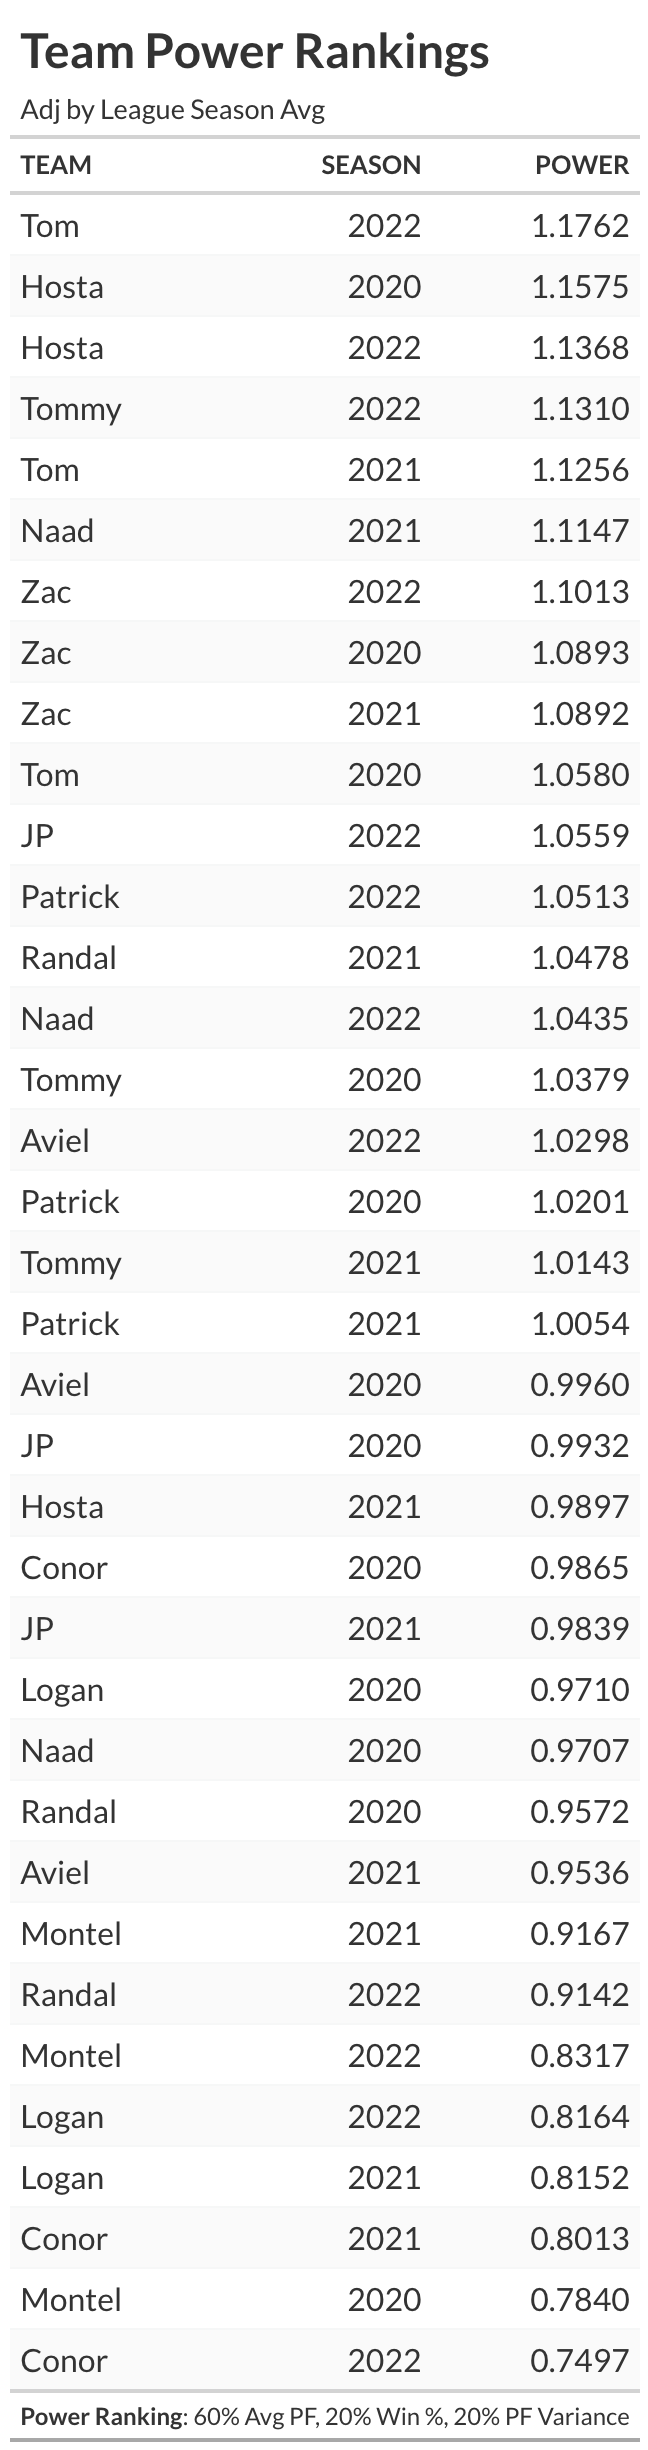 Team Power Rankings
Adj by League Season Avg
TEAM SEASON POWER
Tom 2022 1.1762
Hosta 2020 1.1575
Hosta 2022 1.1368
Tommy 2022 1.1310
Tom 2021 1.1256
Naad 2021 1.1147
Zac 2022 1.1013
Zac 2020 1.0893
Zac 2021 1.0892
Tom 2020 1.0580
JP 2022 1.0559
Patrick 2022 1.0513
Randal 2021 1.0478
Naad 2022 1.0435
Tommy 2020 1.0379
Aviel 2022 1.0298
Patrick 2020 1.0201
Tommy 2021 1.0143
Patrick 2021 1.0054
Aviel 2020 0.9960
JP 2020 0.9932
Hosta 2021 0.9897
Conor 2020 0.9865
JP 2021 0.9839
Logan 2020 0.9710
Naad 2020 0.9707
Randal 2020 0.9572
Aviel 2021 0.9536
Montel 2021 0.9167
Randal 2022 0.9142
Montel 2022 0.8317
Logan 2022 0.8164
Logan 2021 0.8152
Conor 2021 0.8013
Montel 2020 0.7840
Conor 2022 0.7497
Power Ranking: 60% Avg PF, 20% Win %, 20% PF Variance